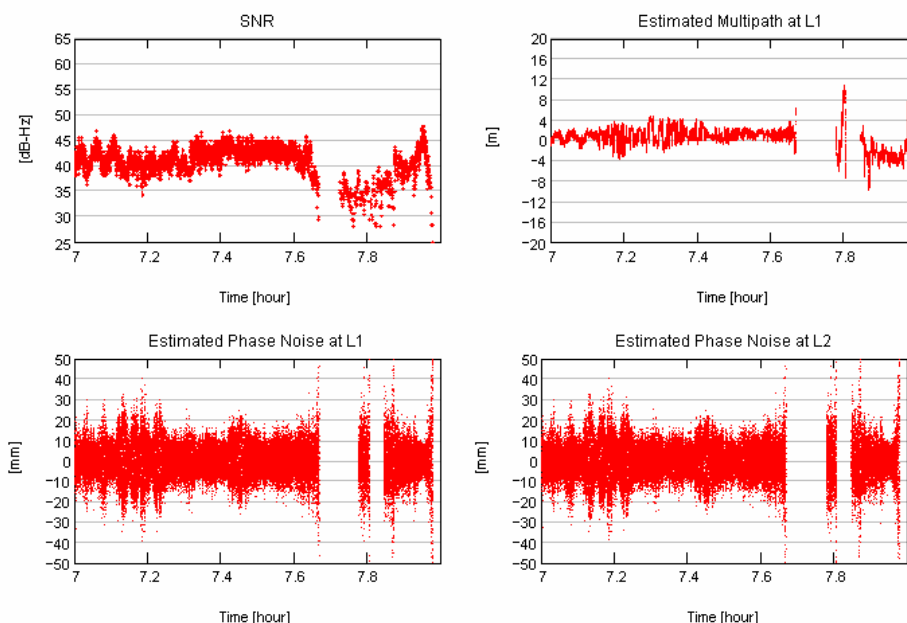 SNR
65
60
55
50
45
40
35
30
25
[dB-Hz]
7 7.2 7.4 7.6 7.8
Time [hour]
Estimated Multipath at L1
20
16
12
8
4
0
−4
−8
−12
−16
−20
[m]
7 7.2 7.4 7.6 7.8
Time [hour]
Estimated Phase Noise at L1
50
40
30
20
10
0
−10
−20
−30
−40
−50
[mm]
7 7.2 7.4 7.6 7.8
Time [hour]
Estimated Phase Noise at L2
50
40
30
20
10
0
−10
−20
−30
−40
−50
[mm]
7 7.2 7.4 7.6 7.8
Time [hour]